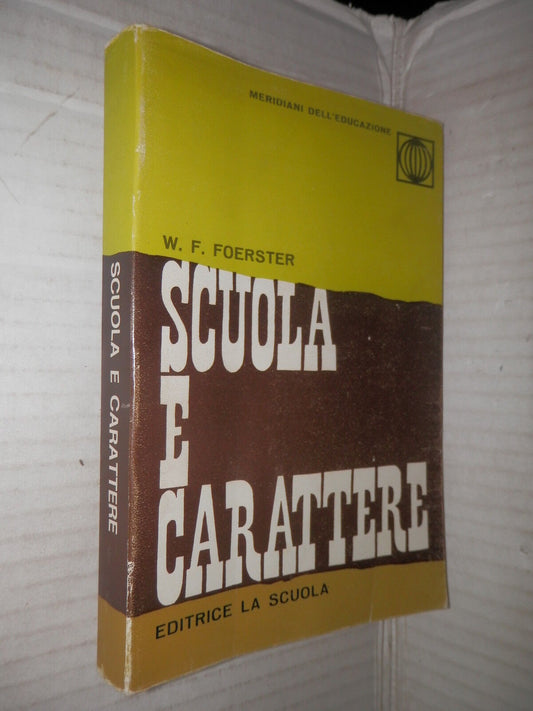 MERIDIANI DELL'EDUCAZIONE
W. F. FOERSTER
SCUOLA
E
CARATTERE
EDITRICE LA SCUOLA
SCUOLA E CARATTERE